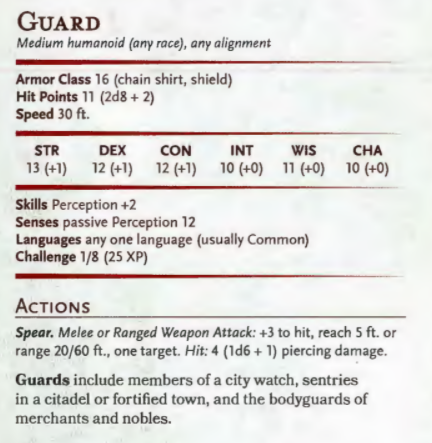 GUARD
Medium humanoid (any race), any alignment
Armor Class 16 (chain shirt, shield)
Hit Points 11 (2d8 + 2)
Speed 30 ft.
STR DEX CON INT WIS CHA
13 (+1) 12 (+1) 12 (+1) 10 (+0) 11 (+0) 10 (+0)
Skills Perception +2
Senses passive Perception 12
Languages any one language (usually Common)
Challenge 1/8 (25 XP)
ACTIONS
Spear. Melee or Ranged Weapon Attack: +3 to hit, reach 5 ft. or
range 20/60 ft., one target. Hit: 4 (1d6 + 1) piercing damage.
Guards include members of a city watch, sentries
in a citadel or fortified town, and the bodyguards of
merchants and nobles.